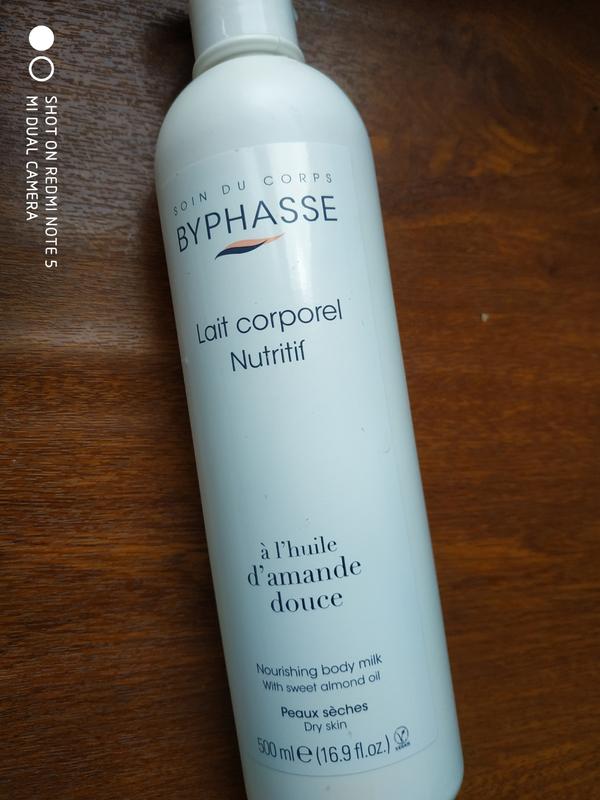 SOIN DU CORPS
BYPHASSE
Lait corporel
Nutritif
à l'huile
d'amande
douce
Nourishing body milk
With sweet almond oil
Peaux sèches
Dry skin
500 ml e (16.9 fl.oz.)
VEGAN
SHOT ON REDMI NOTE 5
MI DUAL CAMERA